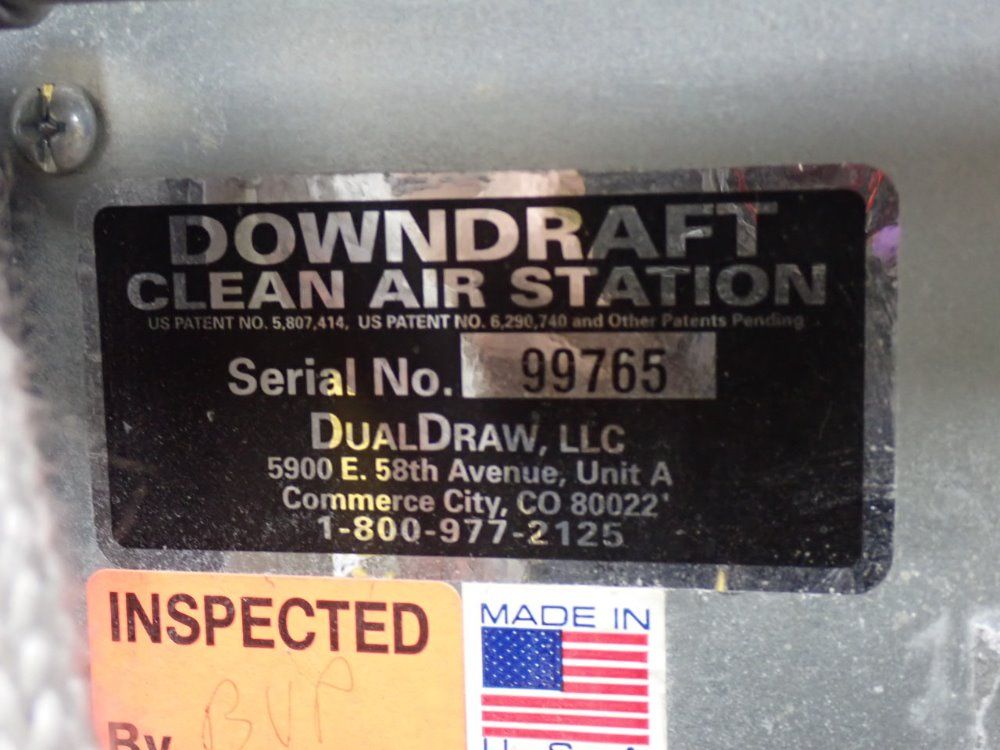 DOWNDRAFT
CLEAN AIR STATION
US PATENT NO. 5,807,414, US PATENT NO. 6,290,740 and Other Patents Pending
Serial No. 99765
DUALDRAW, LLC
5900 E. 58th Avenue, Unit A
Commerce City, CO 80022
1-800-977-2125
INSPECTED
By BVP
MADE IN
U.S.A